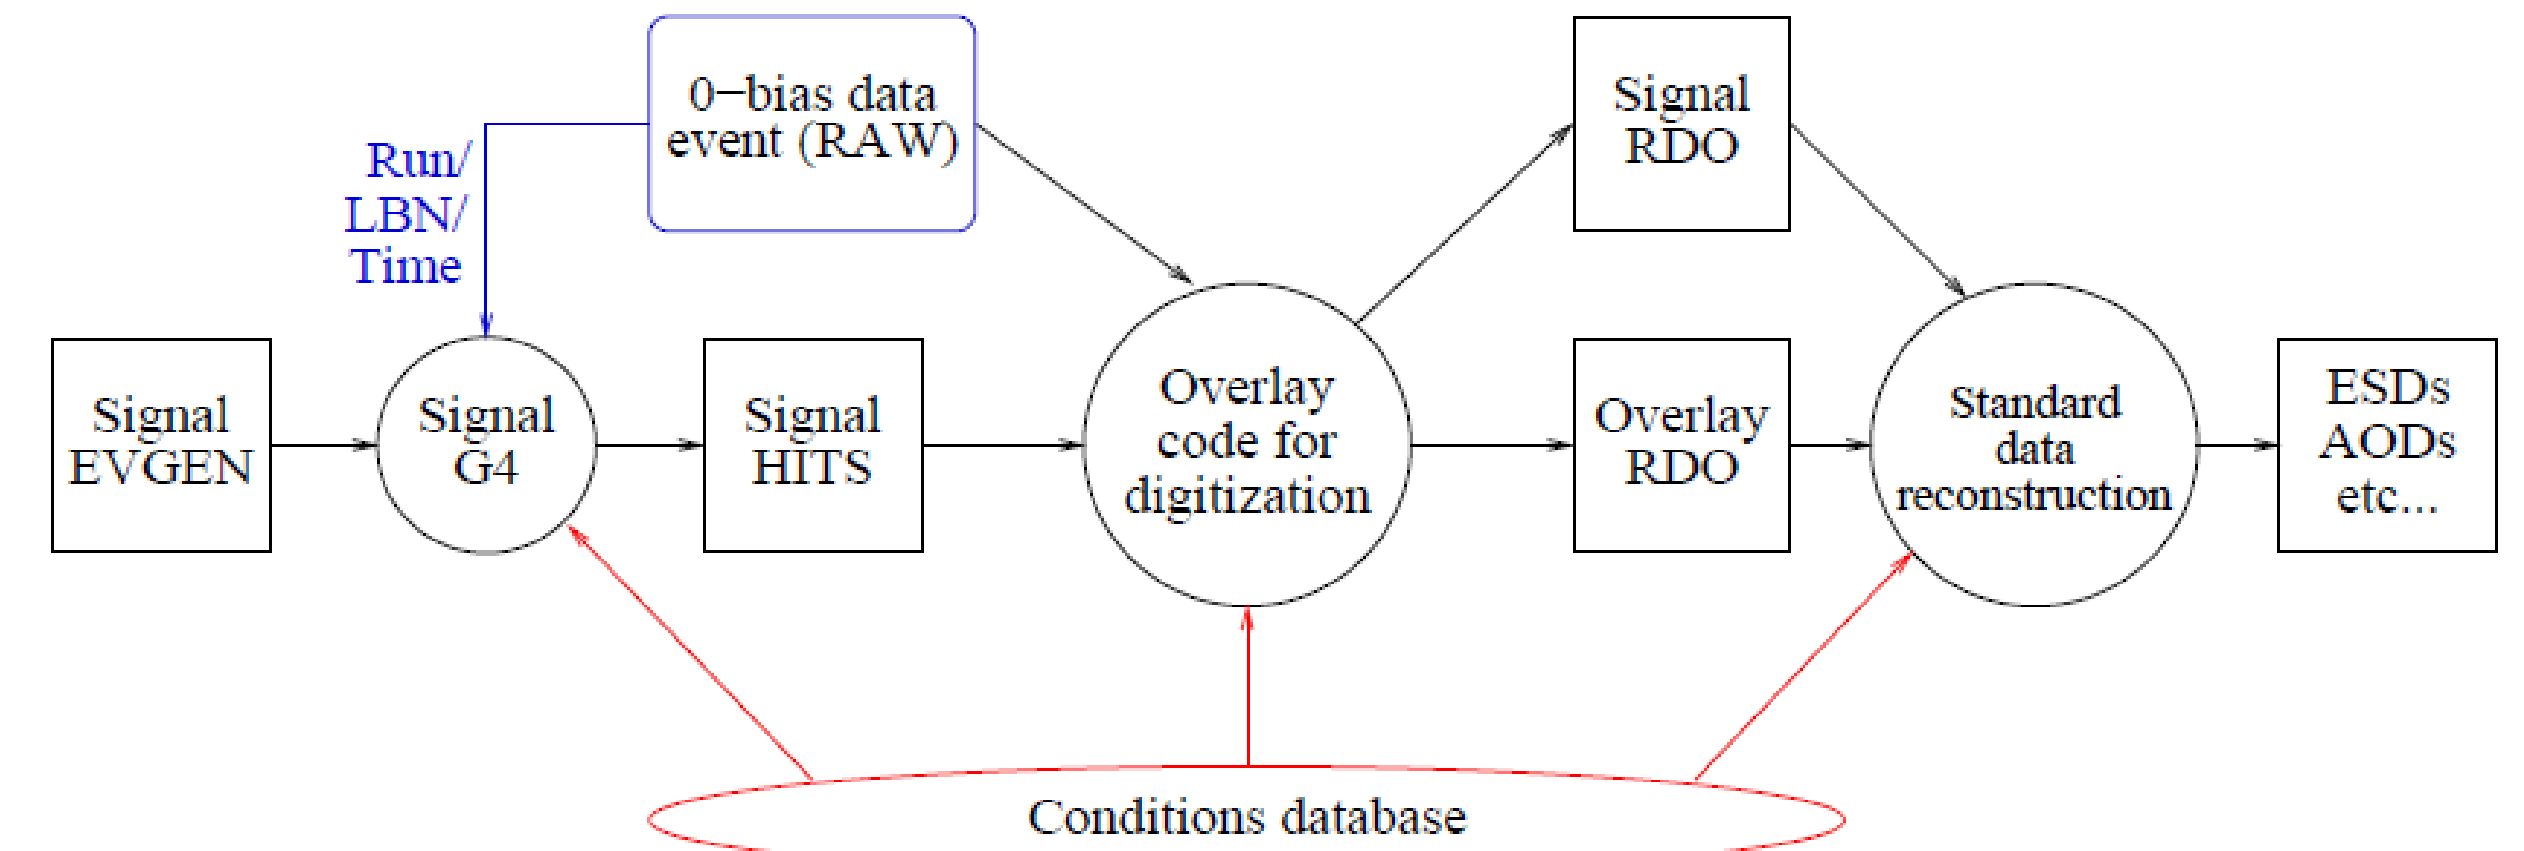 0−bias data
event (RAW)
Signal
RDO
Run/
LBN/
Time
Signal
EVGEN
Signal
G4
Signal
HITS
Overlay
code for
digitization
Overlay
RDO
Standard
data
reconstruction
ESDs
AODs
etc...
Conditions database